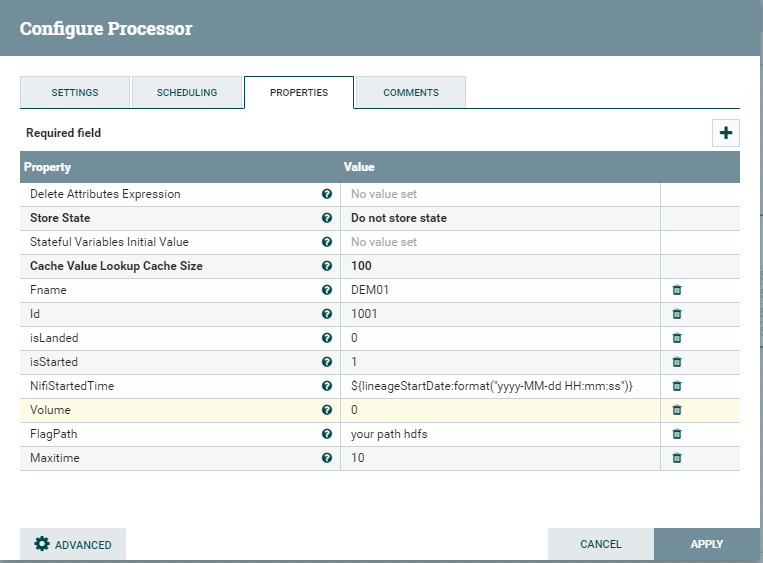 Configure Processor
SETTINGS SCHEDULING PROPERTIES COMMENTS
Required field
Property Value
Delete Attributes Expression No value set
Store State Do not store state
Stateful Variables Initial Value No value set
Cache Value Lookup Cache Size 100
Fname DEM01
Id 1001
isLanded 0
isStarted 1
NifiStartedTime ${lineageStartDate:format("yyyy-MM-dd HH:mm:ss")}
Volume 0
FlagPath your path hdfs
Maxitime 10
ADVANCED CANCEL APPLY